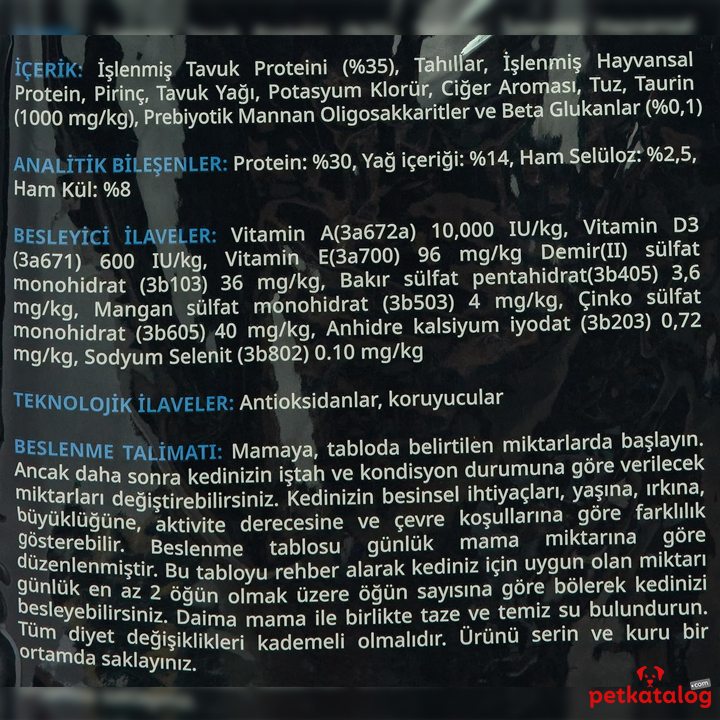 İÇERİK: İşlenmiş Tavuk Proteini (%35), Tahıllar, İşlenmiş Hayvansal
Protein, Pirinç, Tavuk Yağı, Potasyum Klorür, Ciğer Aroması, Tuz, Taurin
(1000 mg/kg), Prebiyotik Mannan Oligosakkaritler ve Beta Glukanlar (%0,1)
ANALİTİK BİLEŞENLER: Protein: %30, Yağ içeriği: %14, Ham Selüloz: %2,5,
Ham Kül: %8
BESLEYİCİ İLAVELER: Vitamin A(3a672a) 10,000 IU/kg, Vitamin D3
(3a671) 600 IU/kg, Vitamin E(3a700) 96 mg/kg Demir(II) sülfat
monohidrat (3b103) 36 mg/kg, Bakır sülfat pentahidrat(3b405) 3,6
mg/kg, Mangan sülfat monohidrat (3b503) 4 mg/kg, Çinko sülfat
monohidrat (3b605) 40 mg/kg, Anhidre kalsiyum iyodat (3b203) 0,72
mg/kg, Sodyum Selenit (3b802) 0.10 mg/kg
TEKNOLOJİK İLAVELER: Antioksidanlar, koruyucular
BESLENME TALİMATI: Mamaya, tabloda belirtilen miktarlarda başlayın.
Ancak daha sonra kedinizin iştah ve kondisyon durumuna göre verilecek
miktarları değiştirebilirsiniz. Kedinizin besinsel ihtiyaçları, yaşına, ırkına,
büyüklüğüne, aktivite derecesine ve çevre koşullarına göre farklılık
gösterebilir. Beslenme tablosu günlük mama miktarına göre
düzenlenmiştir. Bu tabloyu rehber alarak kediniz için uygun olan miktarı
günlük en az 2 öğün olmak üzere öğün sayısına göre bölerek kedinizi
besleyebilirsiniz. Daima mama ile birlikte taze ve temiz su bulundurun.
Tüm diyet değişiklikleri kademeli olmalıdır. Ürünü serin ve kuru bir
ortamda saklayınız.
petkatalog.com